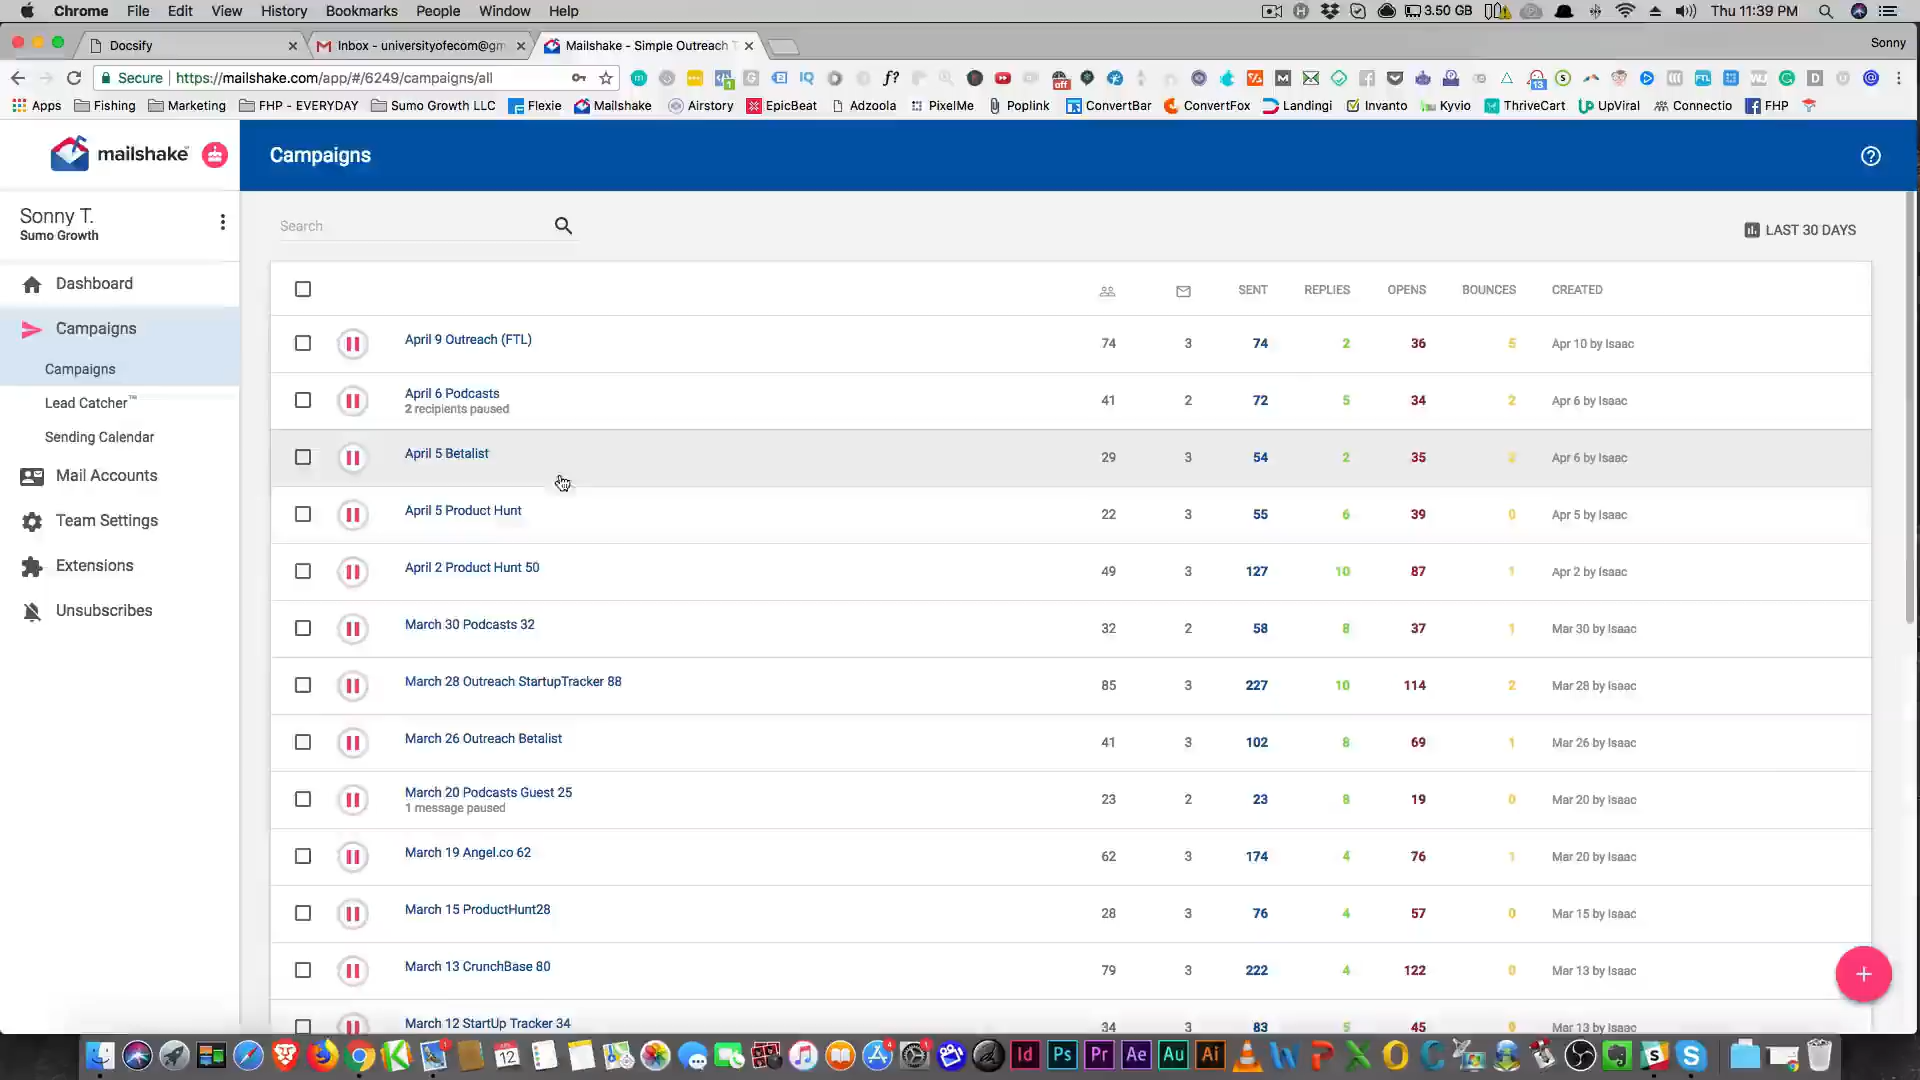 Chrome File Edit View History Bookmarks People Window Help 3.50 GB Thu 11:39 PM
Docsify Inbox - universityofecom@gm Mailshake - Simple Outreach T Sonny
Secure https://mailshake.com/app/#/6249/campaigns/all
Apps Fishing Marketing FHP - EVERYDAY Sumo Growth LLC Flexie Mailshake Airstory EpicBeat Adzoola PixelMe Poplink ConvertBar ConvertFox Landingi Invanto Kyvio ThriveCart UpViral Connectio FHP
mailshake
Campaigns
Sonny T.
Sumo Growth
Search
LAST 30 DAYS
Dashboard
Campaigns
Campaigns
Lead Catcher™
Sending Calendar
Mail Accounts
Team Settings
Extensions
Unsubscribes
SENT REPLIES OPENS BOUNCES CREATED
April 9 Outreach (FTL) 74 3 74 2 36 5 Apr 10 by Isaac
April 6 Podcasts 41 2 72 5 34 2 Apr 6 by Isaac
2 recipients paused
April 5 Betalist 29 3 54 2 35 Apr 6 by Isaac
April 5 Product Hunt 22 3 55 6 39 0 Apr 5 by Isaac
April 2 Product Hunt 50 49 3 127 10 87 1 Apr 2 by Isaac
March 30 Podcasts 32 32 2 58 8 37 1 Mar 30 by Isaac
March 28 Outreach StartupTracker 88 85 3 227 10 114 2 Mar 28 by Isaac
March 26 Outreach Betalist 41 3 102 8 69 1 Mar 26 by Isaac
March 20 Podcasts Guest 25 23 2 23 8 19 0 Mar 20 by Isaac
1 message paused
March 19 Angel.co 62 62 3 174 4 76 1 Mar 20 by Isaac
March 15 ProductHunt28 28 3 76 4 57 0 Mar 15 by Isaac
March 13 CrunchBase 80 79 3 222 4 122 0 Mar 13 by Isaac
March 12 StartUp Tracker 34 34 3 83 5 45 0 Mar 13 by Isaac
12 Id Ps Pr Ae Au Ai